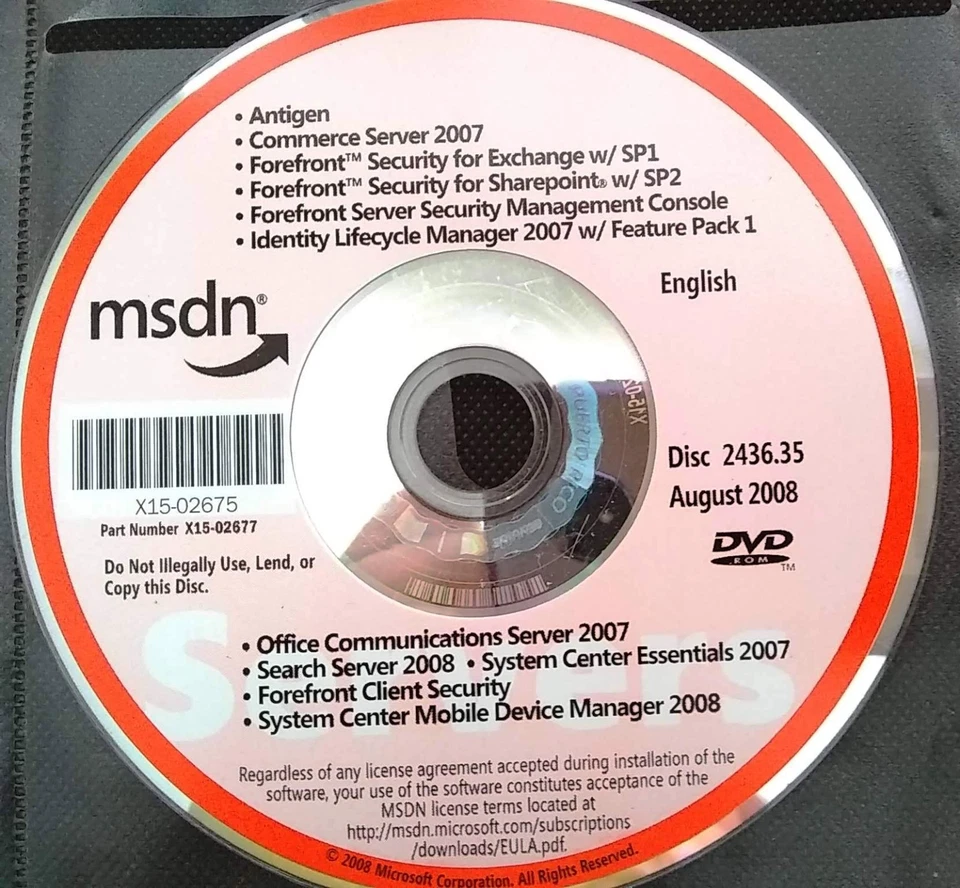 • Antigen
• Commerce Server 2007
• Forefront™ Security for Exchange w/ SP1
• Forefront™ Security for Sharepoint® w/ SP2
• Forefront Server Security Management Console
• Identity Lifecycle Manager 2007 w/ Feature Pack 1
English
msdn®
X15-02675
Part Number X15-02677
Do Not Illegally Use, Lend, or
Copy this Disc.
X15-02
PUERTO RICO
Disc 2436.35
August 2008
DVD
ROM
TM
Servers
• Office Communications Server 2007
• Search Server 2008 • System Center Essentials 2007
• Forefront Client Security
• System Center Mobile Device Manager 2008
Regardless of any license agreement accepted during installation of the
software, your use of the software constitutes acceptance of the
MSDN license terms located at
http://msdn.microsoft.com/subscriptions
/downloads/EULA.pdf.
© 2008 Microsoft Corporation. All Rights Reserved.